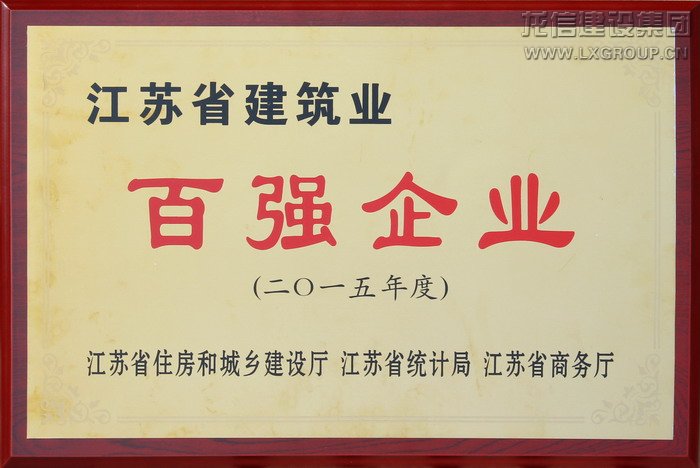 龙信建设集团
WWW.LXGROUP.CN
江苏省建筑业
百强企业
(二〇一五年度)
江苏省住房和城乡建设厅 江苏省统计局 江苏省商务厅